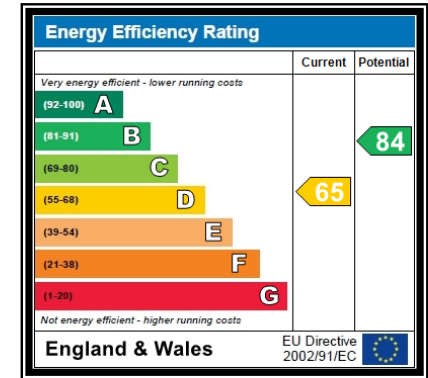 Energy Efficiency Rating
Current Potential
Very energy efficient - lower running costs
(92-100) A
(81-91) B
84
(69-80) C
(55-68) D
65
(39-54) E
(21-38) F
(1-20) G
Not energy efficient - higher running costs
England & Wales
EU Directive
2002/91/EC